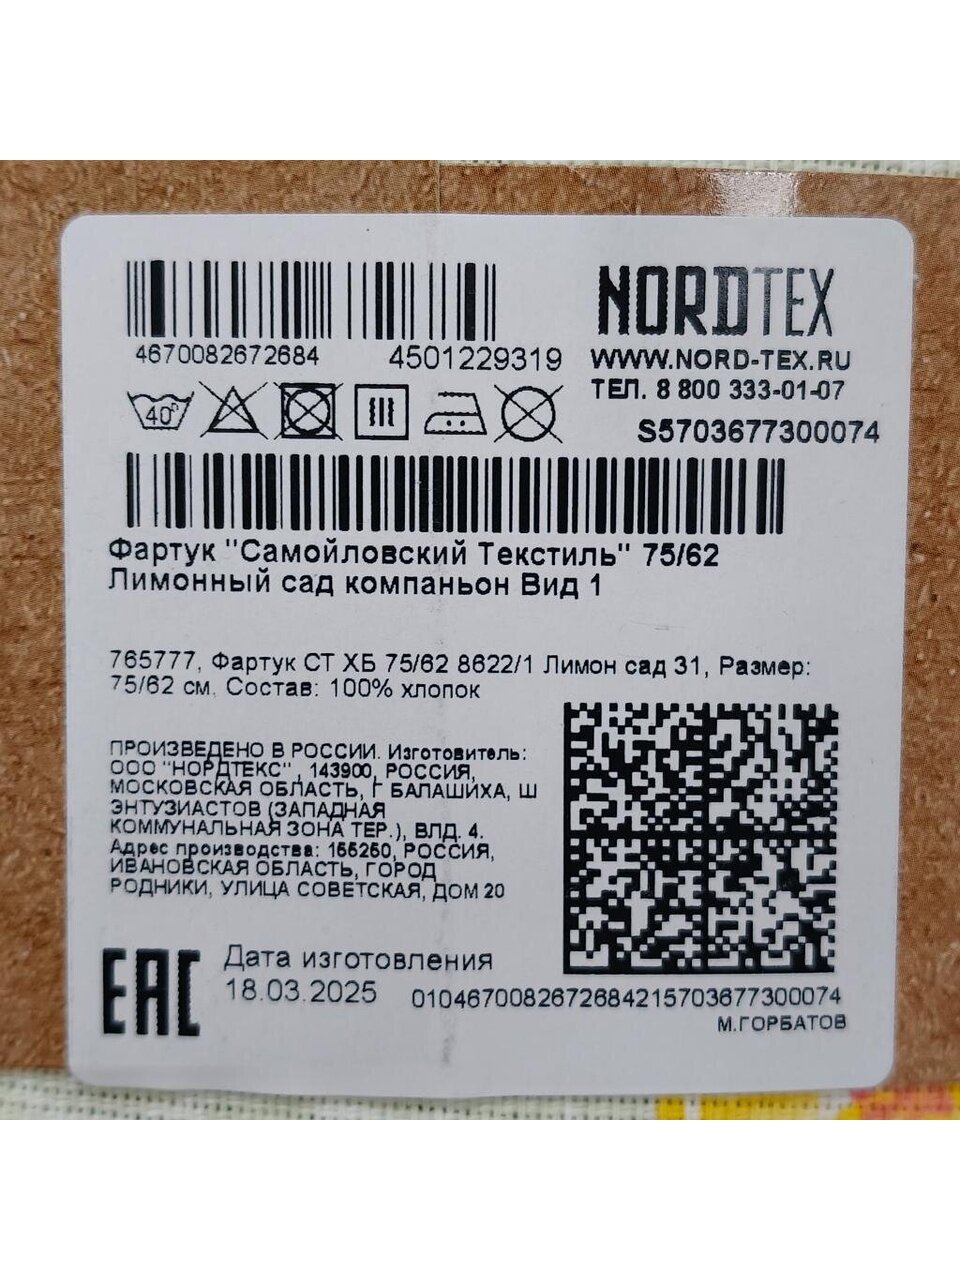 NORDTEX
4670082672684 4501229319
WWW.NORD-TEX.RU
ТЕЛ. 8 800 333-01-07
40
S5703677300074
Фартук "Самойловский Текстиль" 75/62
Лимонный сад компаньон Вид 1
765777, Фартук СТ ХБ 75/62 8622/1 Лимон сад 31, Размер:
75/62 см. Состав: 100% хлопок
ПРОИЗВЕДЕНО В РОССИИ. Изготовитель:
ООО "НОРДТЕКС", 143900, РОССИЯ,
МОСКОВСКАЯ ОБЛАСТЬ, Г БАЛАШИХА, Ш
ЭНТУЗИАСТОВ (ЗАПАДНАЯ
КОММУНАЛЬНАЯ ЗОНА ТЕР.), ВЛД. 4.
Адрес производства: 155250, РОССИЯ,
ИВАНОВСКАЯ ОБЛАСТЬ, ГОРОД
РОДНИКИ, УЛИЦА СОВЕТСКАЯ, ДОМ 20
EAC
Дата изготовления
18.03.2025
0104670082672684215703677300074
М.ГОРБАТОВ